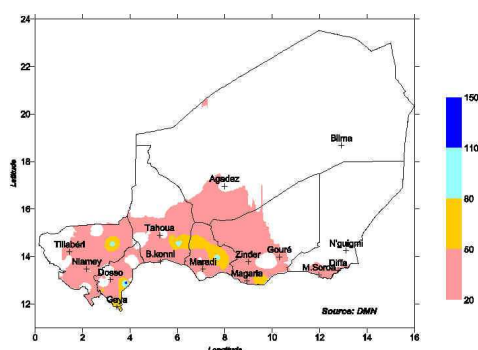 24
22
20
18
16
14
12
0
2
4
6
8
10
12
14
16
Latitude
Longitude
Bilma
Agadez
Tahoua
Tillabéri
B.konni
Niamey
Dosso
Gaya
Maradi
Zinder
Gouré
Magaria
N'guigmi
Diffa
M.Soroa
Source: DMN
150
110
80
60
20